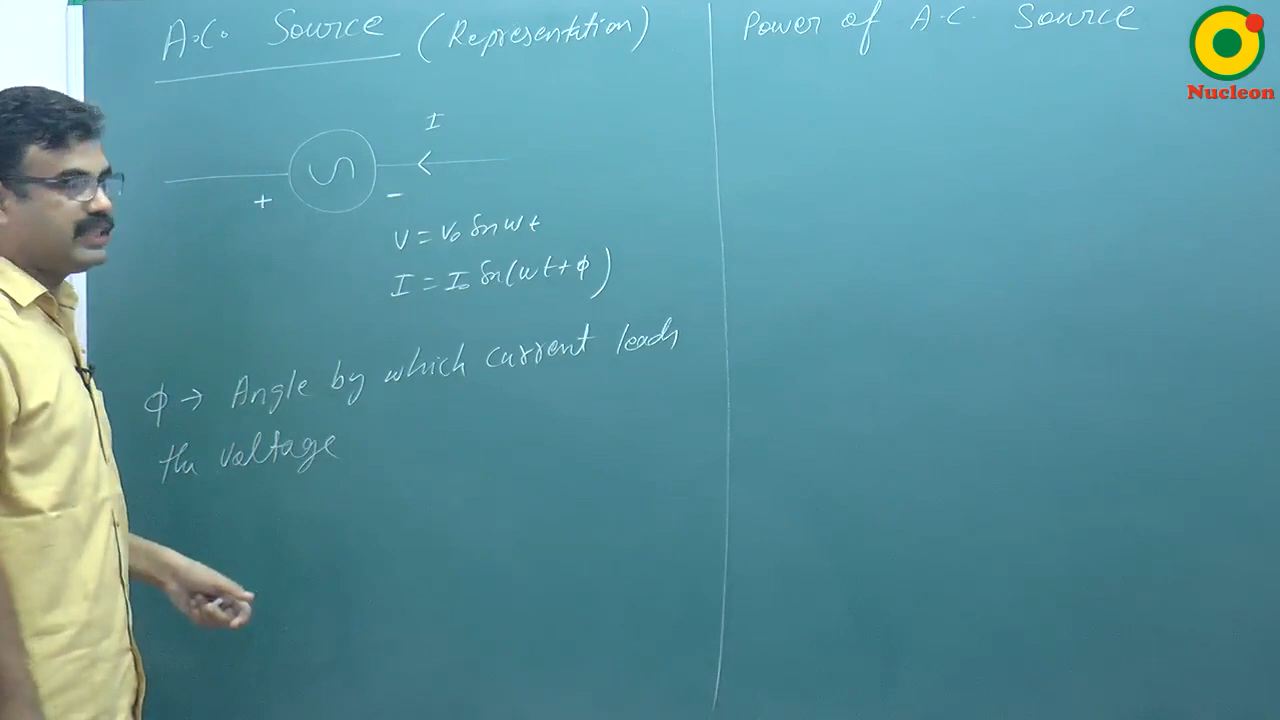 A.C. Source (Representation)
I
+ -
V = V₀ sin ωt
I = I₀ sin(ωt + φ)
φ → Angle by which current leads
the voltage
Power of A.C. Source
Nucleon